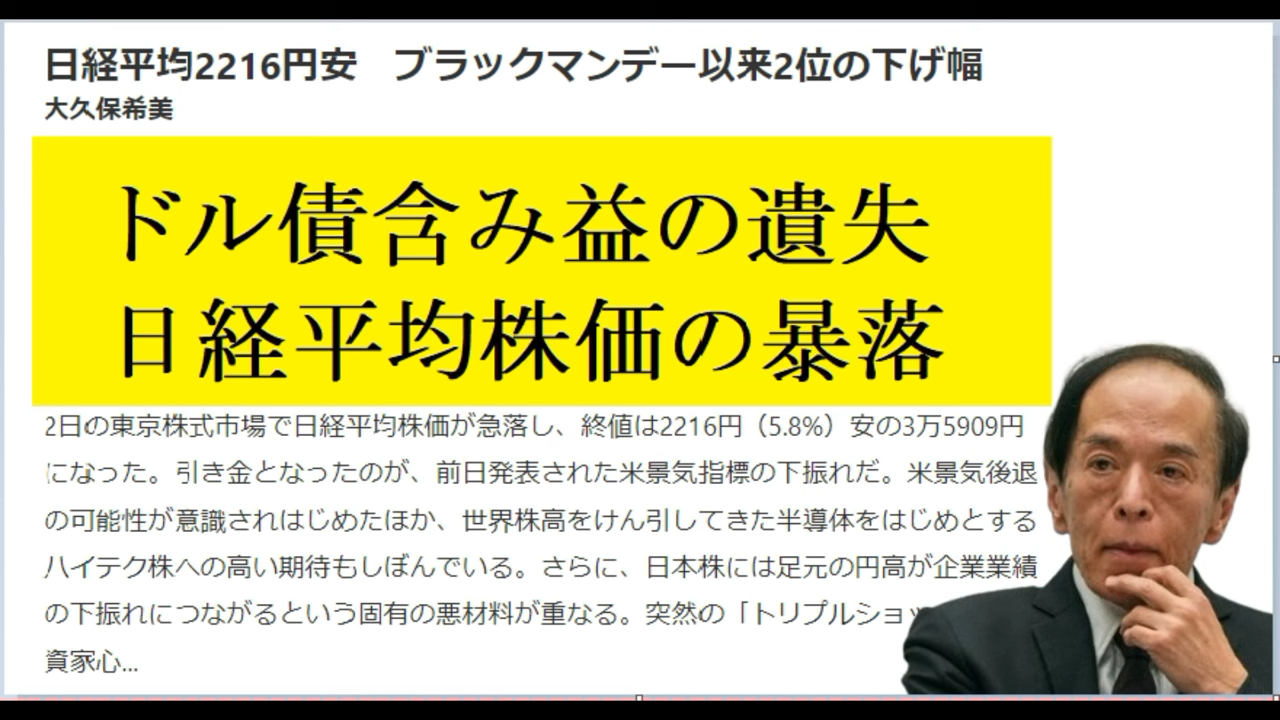 日経平均2216円安　ブラックマンデー以来2位の下げ幅
大久保希美
ドル債含み益の遺失
日経平均株価の暴落
2日の東京株式市場で日経平均株価が急落し、終値は2216円（5.8%）安の3万5909円
になった。引き金となったのが、前日発表された米景気指標の下振れだ。米景気後退
の可能性が意識されはじめたほか、世界株高をけん引してきた半導体をはじめとする
ハイテク株への高い期待もしぼんでいる。さらに、日本株には足元の円高が企業業績
の下振れにつながるという固有の悪材料が重なる。突然の「トリプルショッ
資家心...